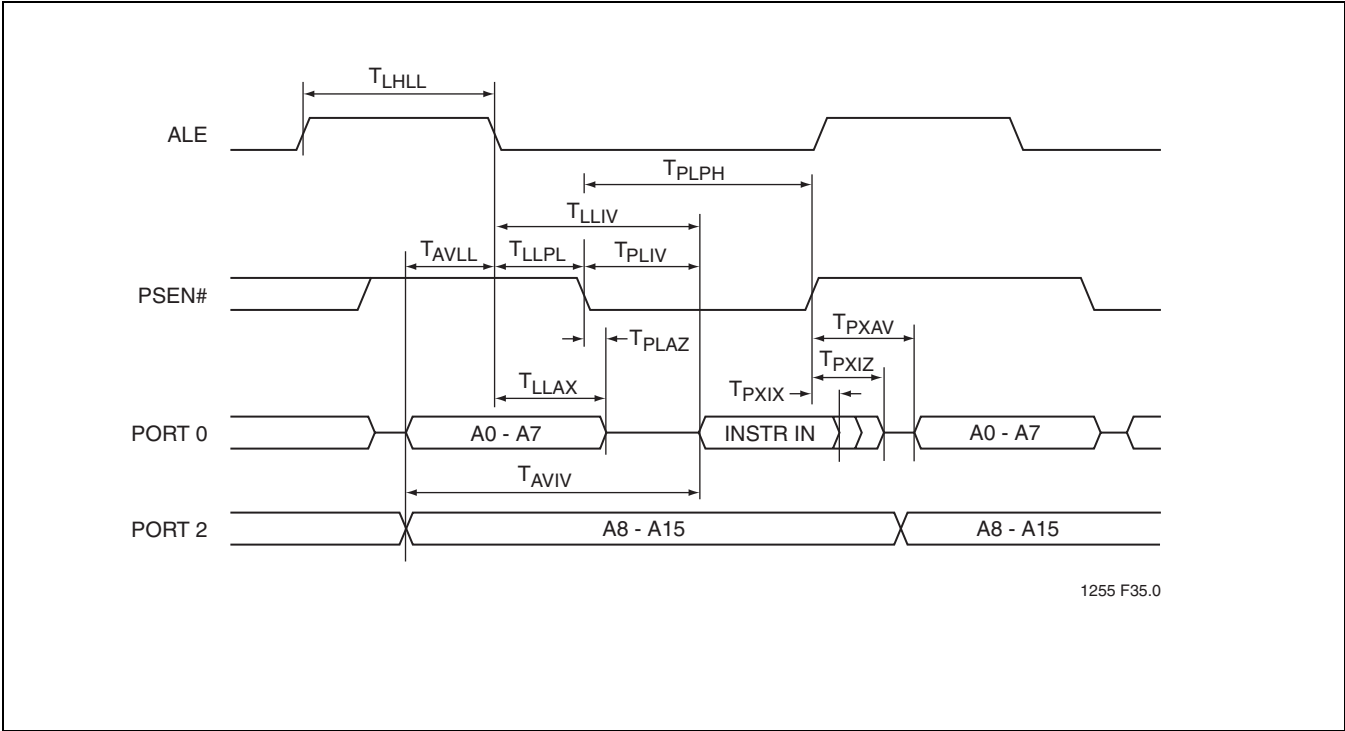 TLHLL
ALE
TPLPH
TLLIV
TAVLL TLLPL TPLIV
PSEN#
TPLAZ
TPXAV
TPXIZ
TLLAX
TPXIX
PORT 0 A0 - A7 INSTR IN A0 - A7
TAVIV
PORT 2 A8 - A15 A8 - A15
1255 F35.0